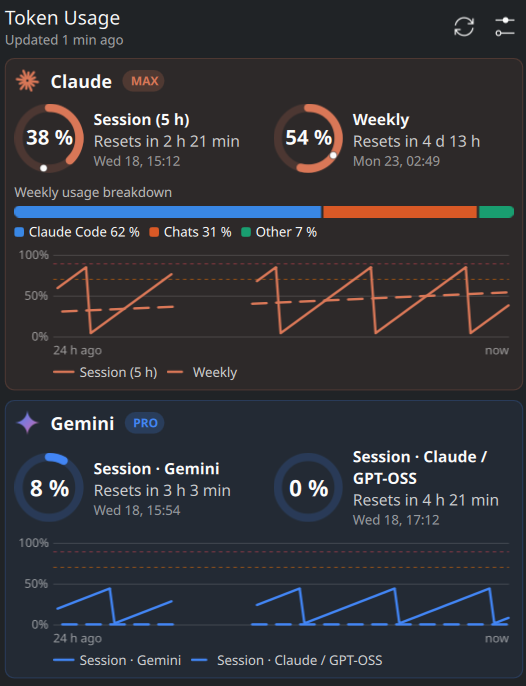 Token Usage
Updated 1 min ago
Claude MAX
38 %
Session (5 h)
Resets in 2 h 21 min
Wed 18, 15:12
54 %
Weekly
Resets in 4 d 13 h
Mon 23, 02:49
Weekly usage breakdown
Claude Code 62 % Chats 31 % Other 7 %
100%
50%
0%
24 h ago now
Session (5 h) Weekly
Gemini PRO
8 %
Session · Gemini
Resets in 3 h 3 min
Wed 18, 15:54
0 %
Session · Claude /
GPT-OSS
Resets in 4 h 21 min
Wed 18, 17:12
100%
50%
0%
24 h ago now
Session · Gemini Session · Claude / GPT-OSS